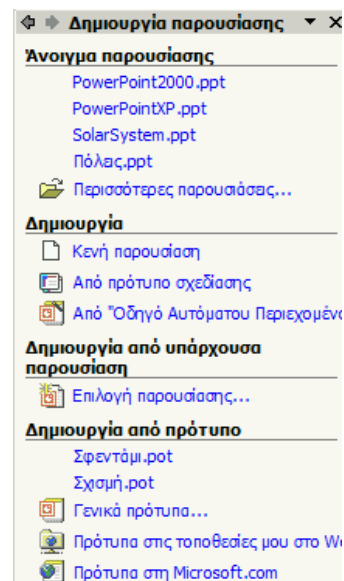 Δημιουργία παρουσίασης
Άνοιγμα παρουσίασης
PowerPoint2000.ppt
PowerPointXP.ppt
SolarSystem.ppt
Πόλεις.ppt
Περισσότερες παρουσιάσεις...
Δημιουργία
Κενή παρουσίαση
Από πρότυπο σχεδίασης
Από "Οδηγό Αυτόματου Περιεχομένο
Δημιουργία από υπάρχουσα
παρουσίαση
Επιλογή παρουσίασης...
Δημιουργία από πρότυπο
Σφεντάμι.pot
Σχισμή.pot
Γενικά πρότυπα...
Πρότυπα στις τοποθεσίες μου στο We
Πρότυπα στη Microsoft.com